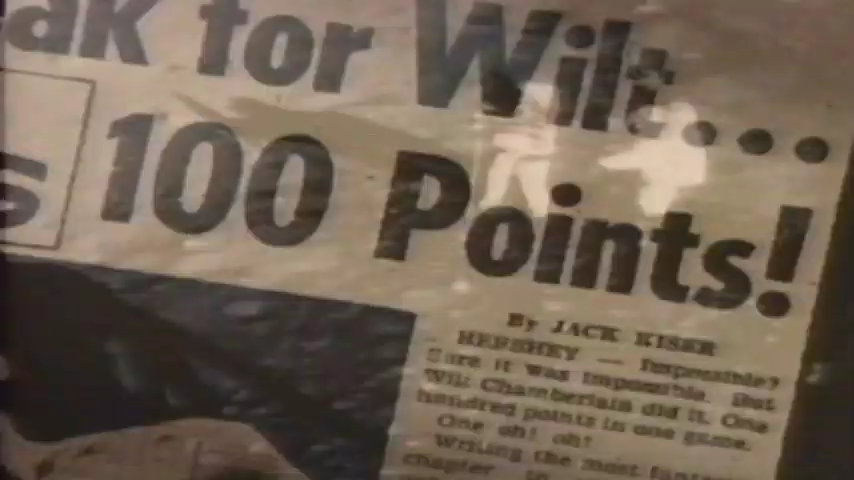 ak for Wilt...
s 100 Points!
By JACK KISER
HERSHEY — Impossible?
Sure it was impossible. But
Wilt Chamberlain did it. One
hundred points in one game.
One oh! oh!
Writing the most
chapter